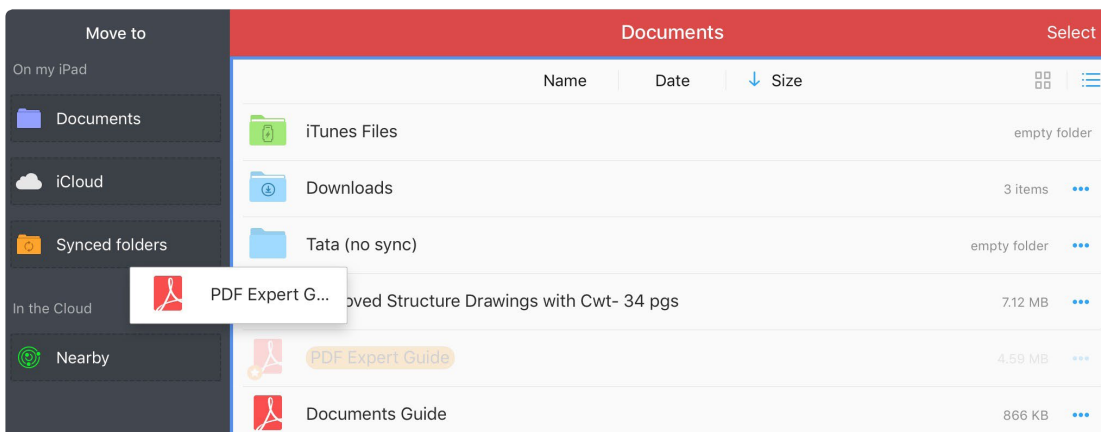 Move to
On my iPad
Documents
iCloud
Synced folders
In the Cloud
Nearby
Documents
Select
Name Date Size
iTunes Files empty folder
Downloads 3 items
Tata (no sync) empty folder
PDF Expert G...
Structure Drawings with Cwt- 34 pgs 7.12 MB
PDF Expert Guide 4.59 MB
Documents Guide 866 KB